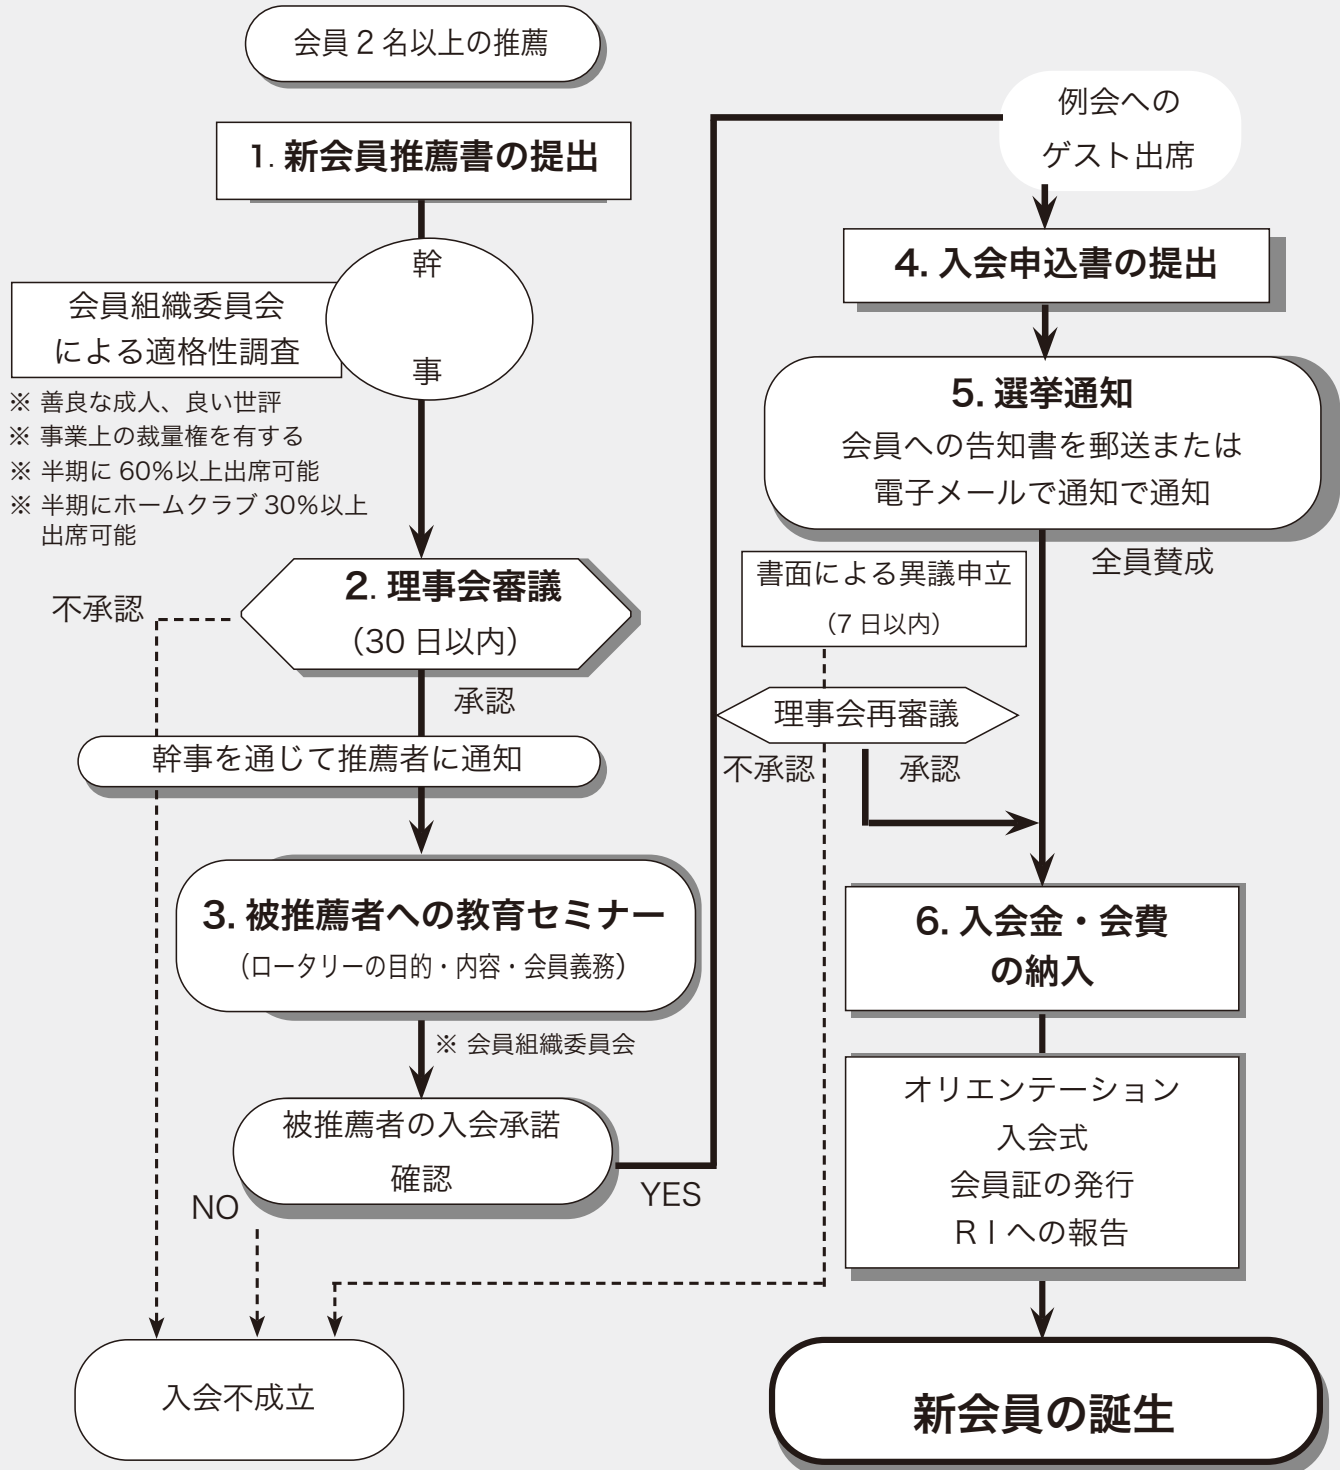 会員2名以上の推薦
1. 新会員推薦書の提出
幹
事
会員組織委員会
による適格性調査
※ 善良な成人、良い世評
※ 事業上の裁量権を有する
※ 半期に60%以上出席可能
※ 半期にホームクラブ30%以上
出席可能
2. 理事会審議
(30日以内)
不承認
承認
幹事を通じて推薦者に通知
3. 被推薦者への教育セミナー
(ロータリーの目的・内容・会員義務)
※ 会員組織委員会
被推薦者の入会承諾
確認
NO
YES
入会不成立
例会への
ゲスト出席
4. 入会申込書の提出
5. 選挙通知
会員への告知書を郵送または
電子メールで通知で通知
全員賛成
書面による異議申立
(7日以内)
理事会再審議
不承認
承認
6. 入会金・会費
の納入
オリエンテーション
入会式
会員証の発行
RIへの報告
新会員の誕生